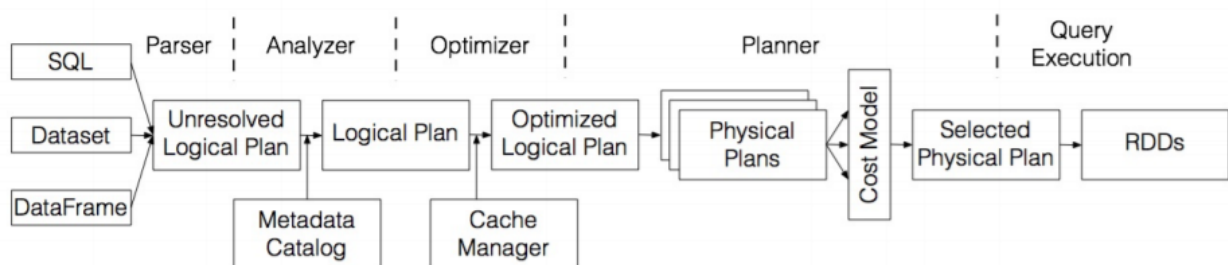 Parser
Analyzer
Optimizer
Planner
Query
Execution
SQL
Dataset
DataFrame
Unresolved
Logical Plan
Logical Plan
Optimized
Logical Plan
Physical
Plans
Cost Model
Selected
Physical Plan
RDDs
Metadata
Catalog
Cache
Manager